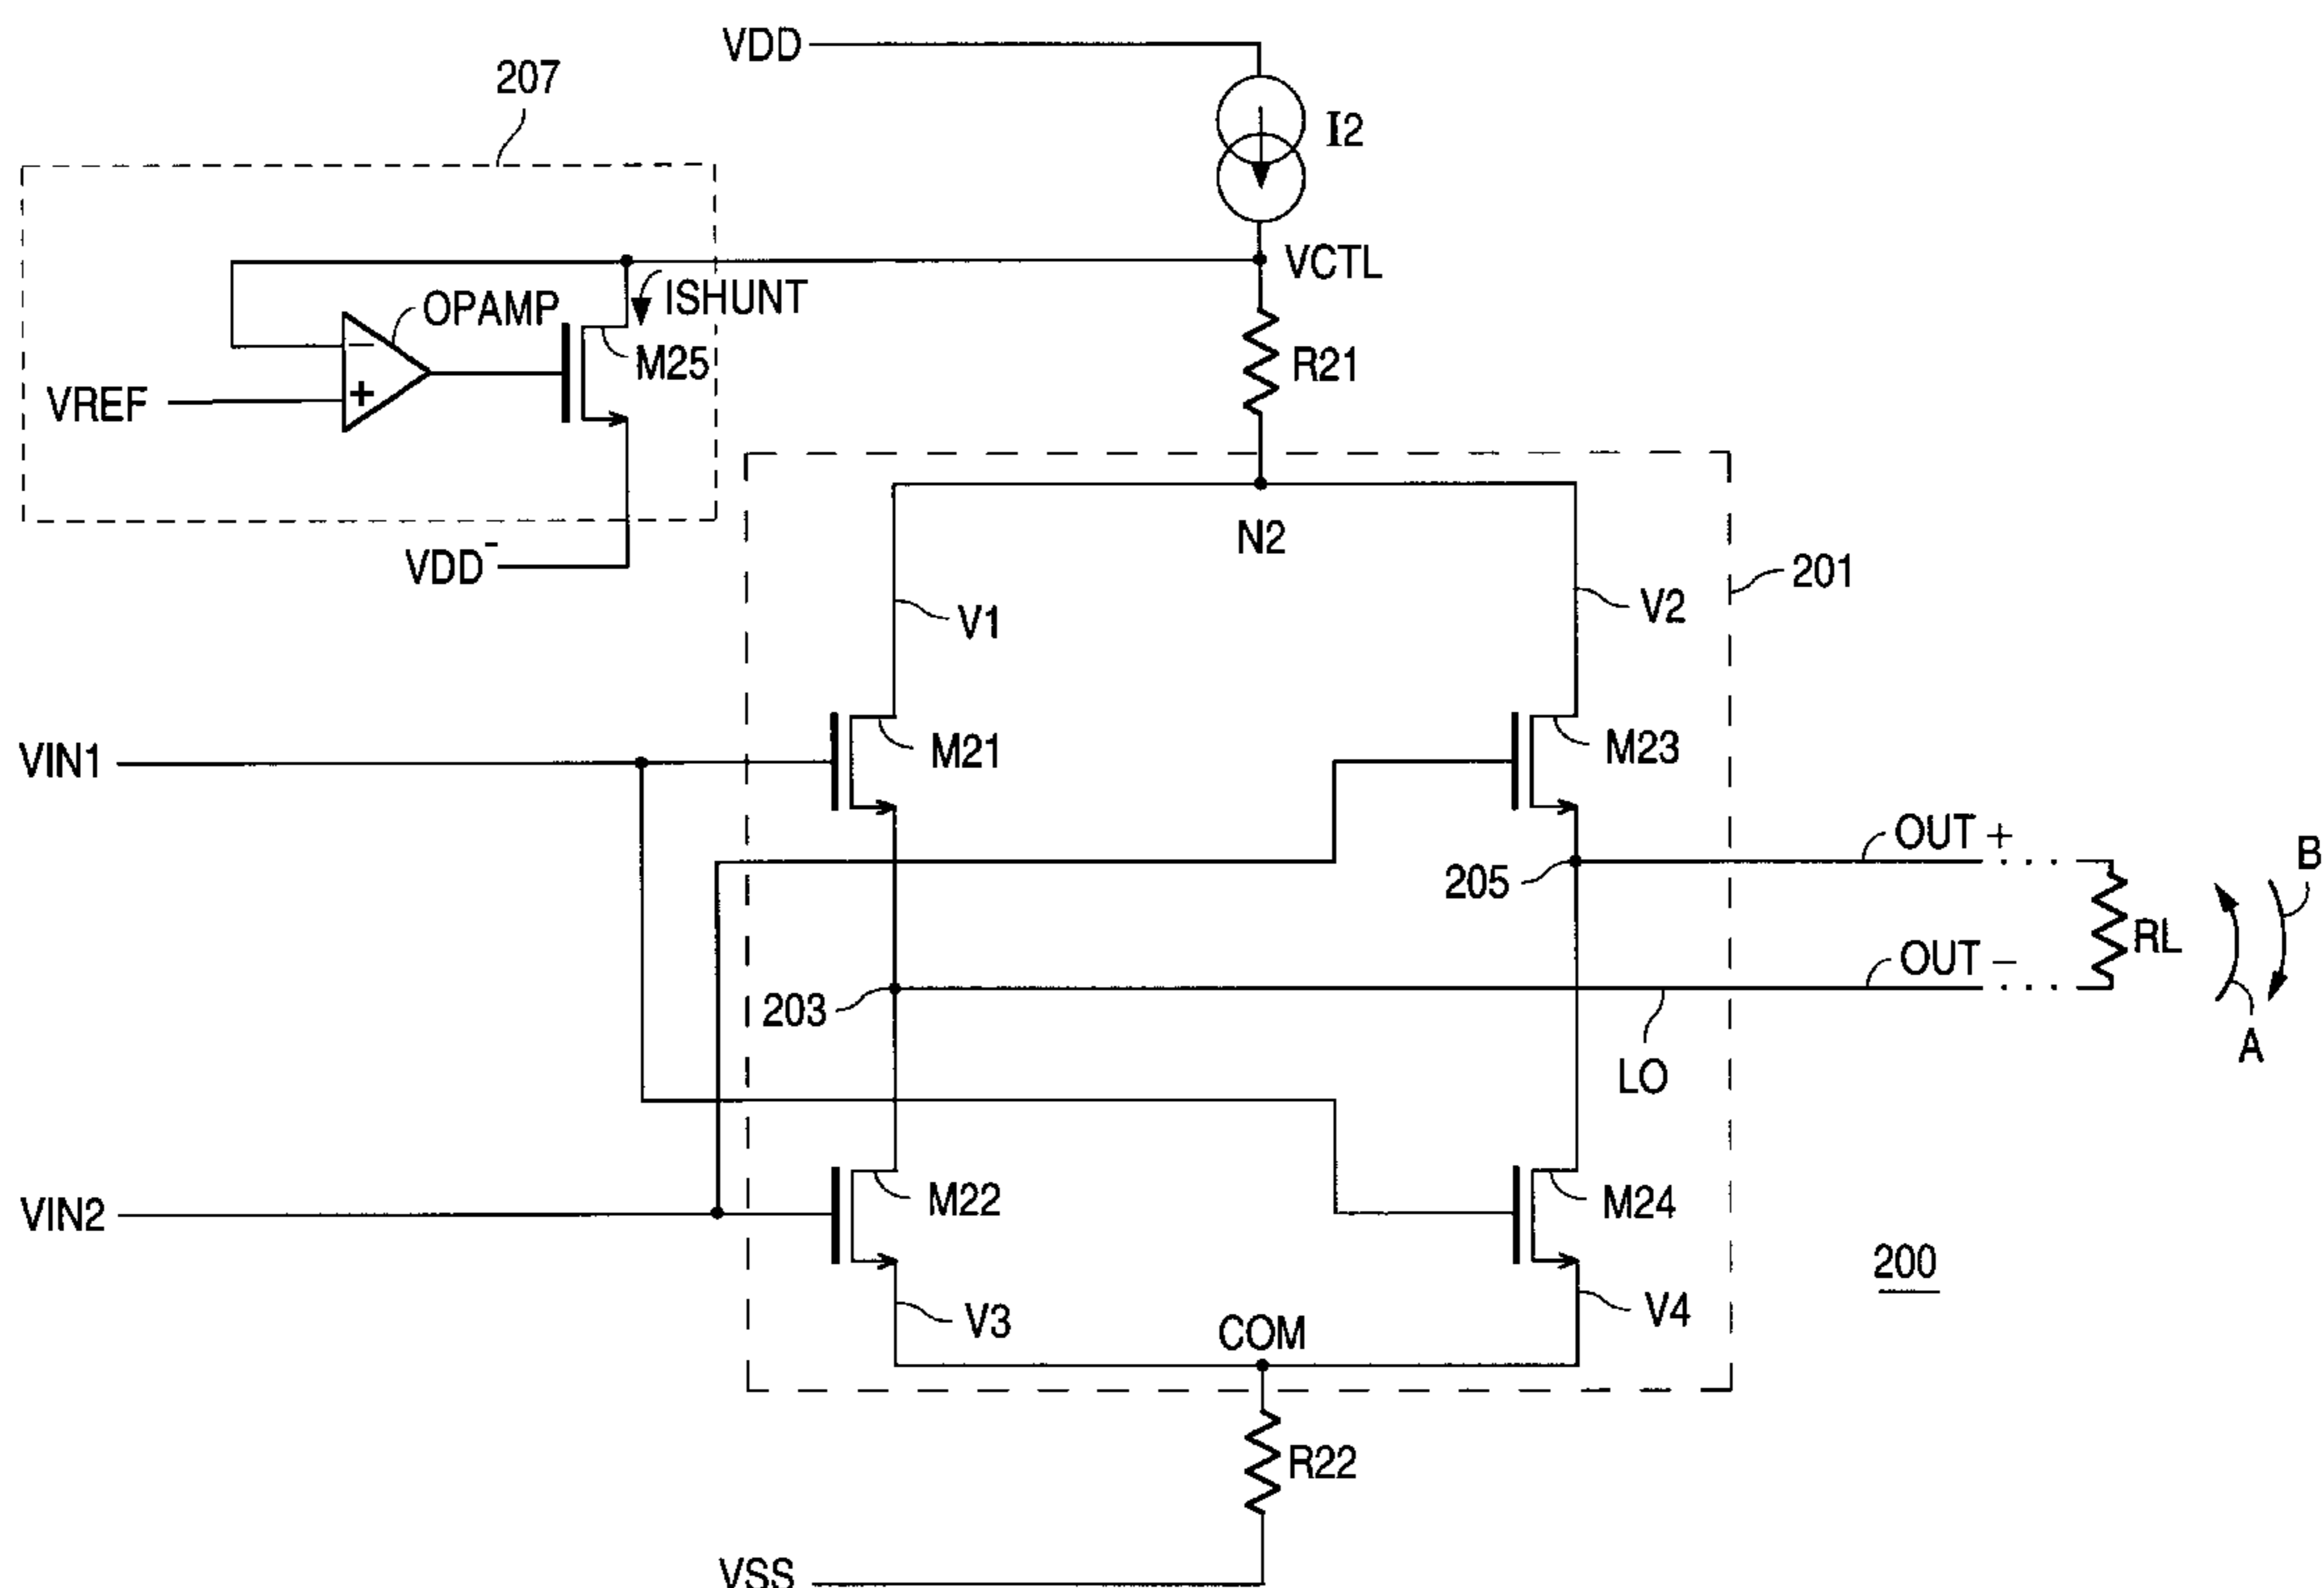 VDD
207
I2
VCTL
ISHUNT
OPAMP
M25
R21
VREF
−
+
N2
VDD‾
201
V1
V2
VIN1
M21
M23
OUT +
B
205
RL
OUT −
203
LO
A
M22
M24
VIN2
200
V3
V4
COM
R22
VSS